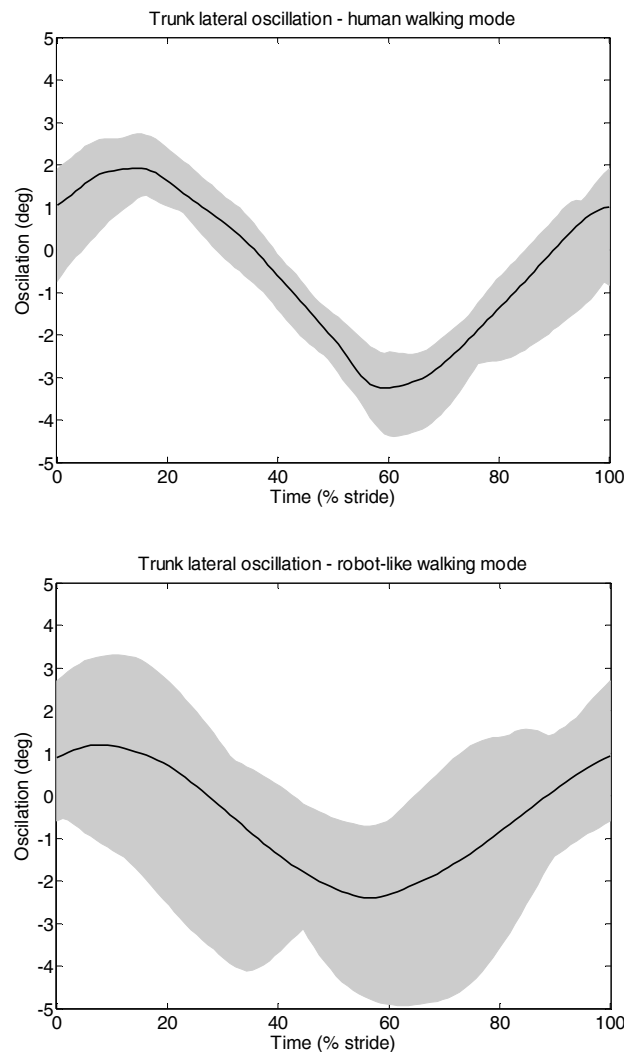 Trunk lateral oscillation - human walking mode
5
4
3
2
1
0
-1
-2
-3
-4
-5
Oscilation (deg)
0 20 40 60 80 100
Time (% stride)
Trunk lateral oscillation - robot-like walking mode
5
4
3
2
1
0
-1
-2
-3
-4
-5
Oscilation (deg)
0 20 40 60 80 100
Time (% stride)